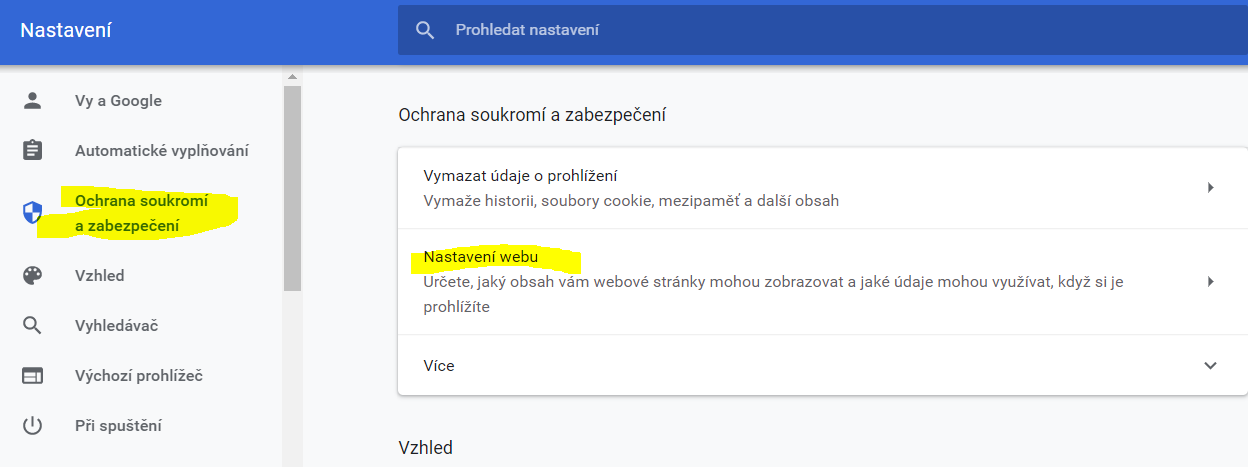 Nastavení
Prohledat nastavení
Vy a Google
Automatické vyplňování
Ochrana soukromí
a zabezpečení
Vzhled
Vyhledávač
Výchozí prohlížeč
Při spuštění
Ochrana soukromí a zabezpečení
Vymazat údaje o prohlížení
Vymaže historii, soubory cookie, mezipaměť a další obsah
Nastavení webu
Určete, jaký obsah vám webové stránky mohou zobrazovat a jaké údaje mohou využívat, když si je
prohlížíte
Více
Vzhled